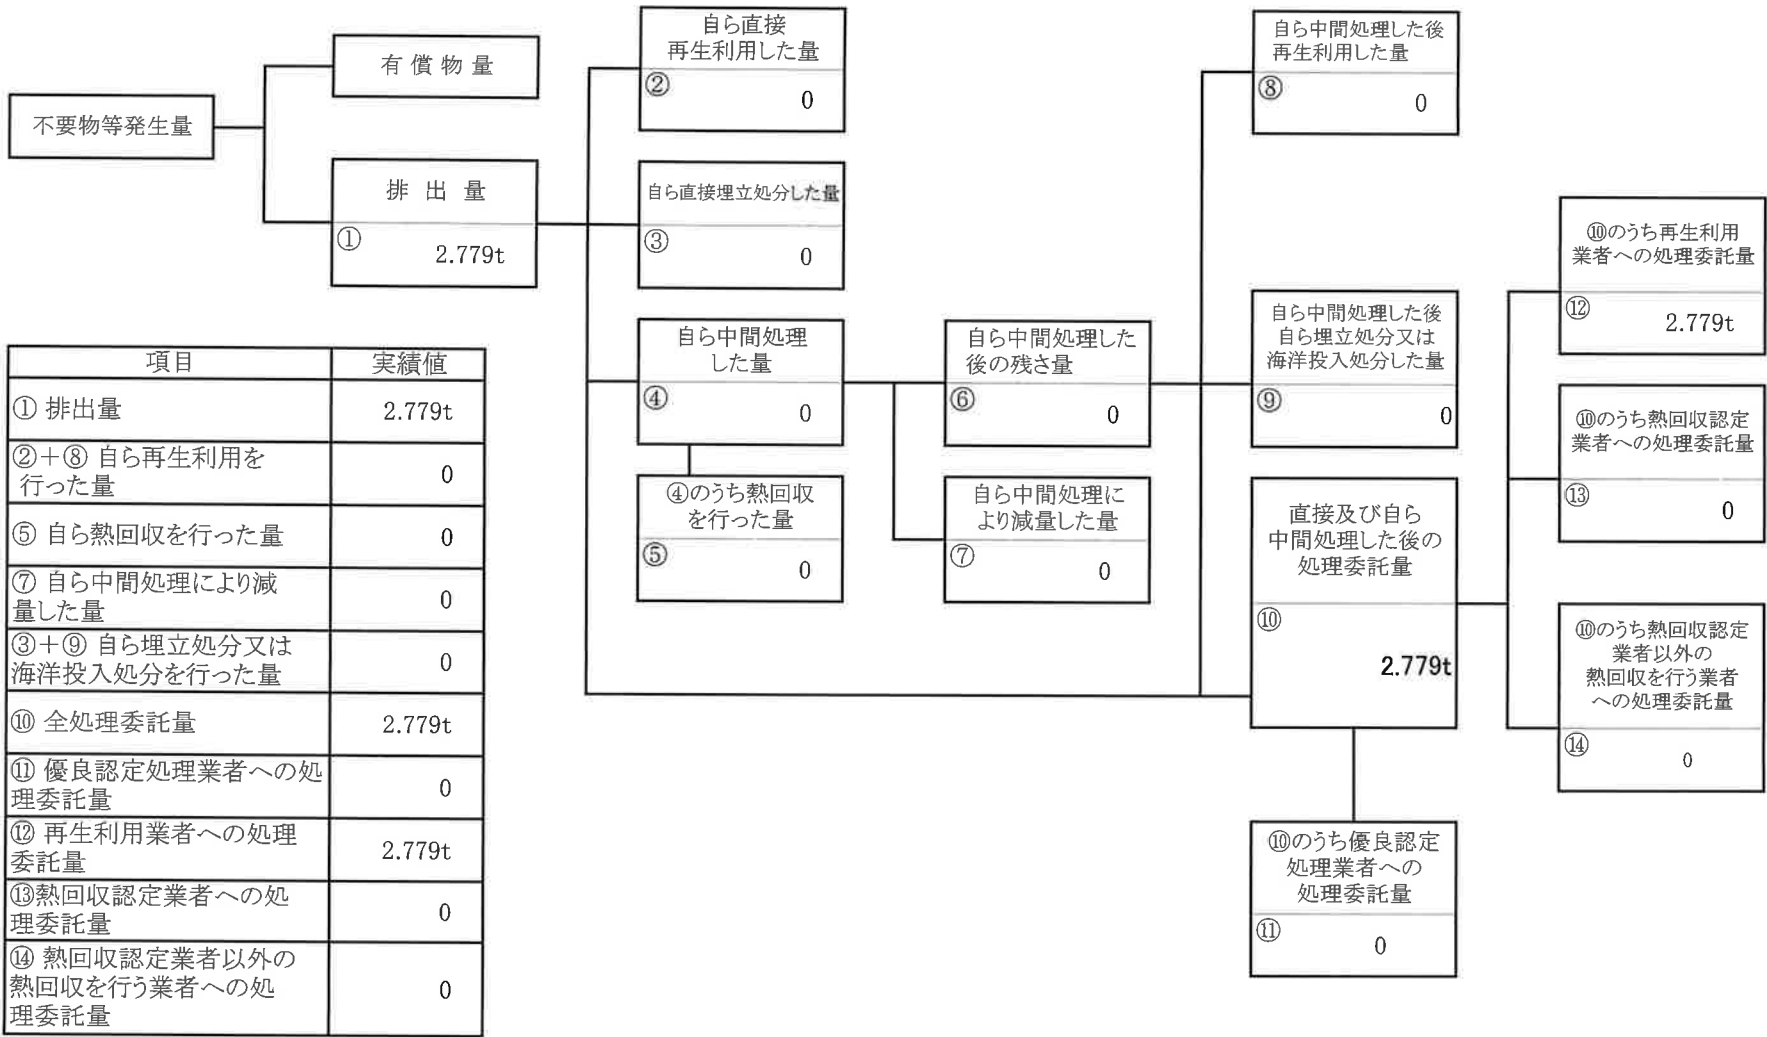 不要物等発生量
有償物量
排出量
①
2.779t
自ら直接
再生利用した量
②
0
自ら直接埋立処分した量
③
0
自ら中間処理
した量
④
0
④のうち熱回収
を行った量
⑤
0
自ら中間処理した
後の残さ量
⑥
0
自ら中間処理に
より減量した量
⑦
0
自ら中間処理した後
再生利用した量
⑧
0
自ら中間処理した後
自ら埋立処分又は
海洋投入処分した量
⑨
0
直接及び自ら
中間処理した後の
処理委託量
⑩
2.779t
⑩のうち優良認定
処理業者への
処理委託量
⑪
0
⑩のうち再生利用
業者への処理委託量
⑫
2.779t
⑩のうち熱回収認定
業者への処理委託量
⑬
0
⑩のうち熱回収認定
業者以外の
熱回収を行う業者
への処理委託量
⑭
0
項目 実績値
① 排出量 2.779t
②＋⑧ 自ら再生利用を
行った量 0
⑤ 自ら熱回収を行った量 0
⑦ 自ら中間処理により減
量した量 0
③＋⑨ 自ら埋立処分又は
海洋投入処分を行った量 0
⑩ 全処理委託量 2.779t
⑪ 優良認定処理業者への処
理委託量 0
⑫ 再生利用業者への処理
委託量 2.779t
⑬熱回収認定業者への処
理委託量 0
⑭ 熱回収認定業者以外の
熱回収を行う業者への処
理委託量 0